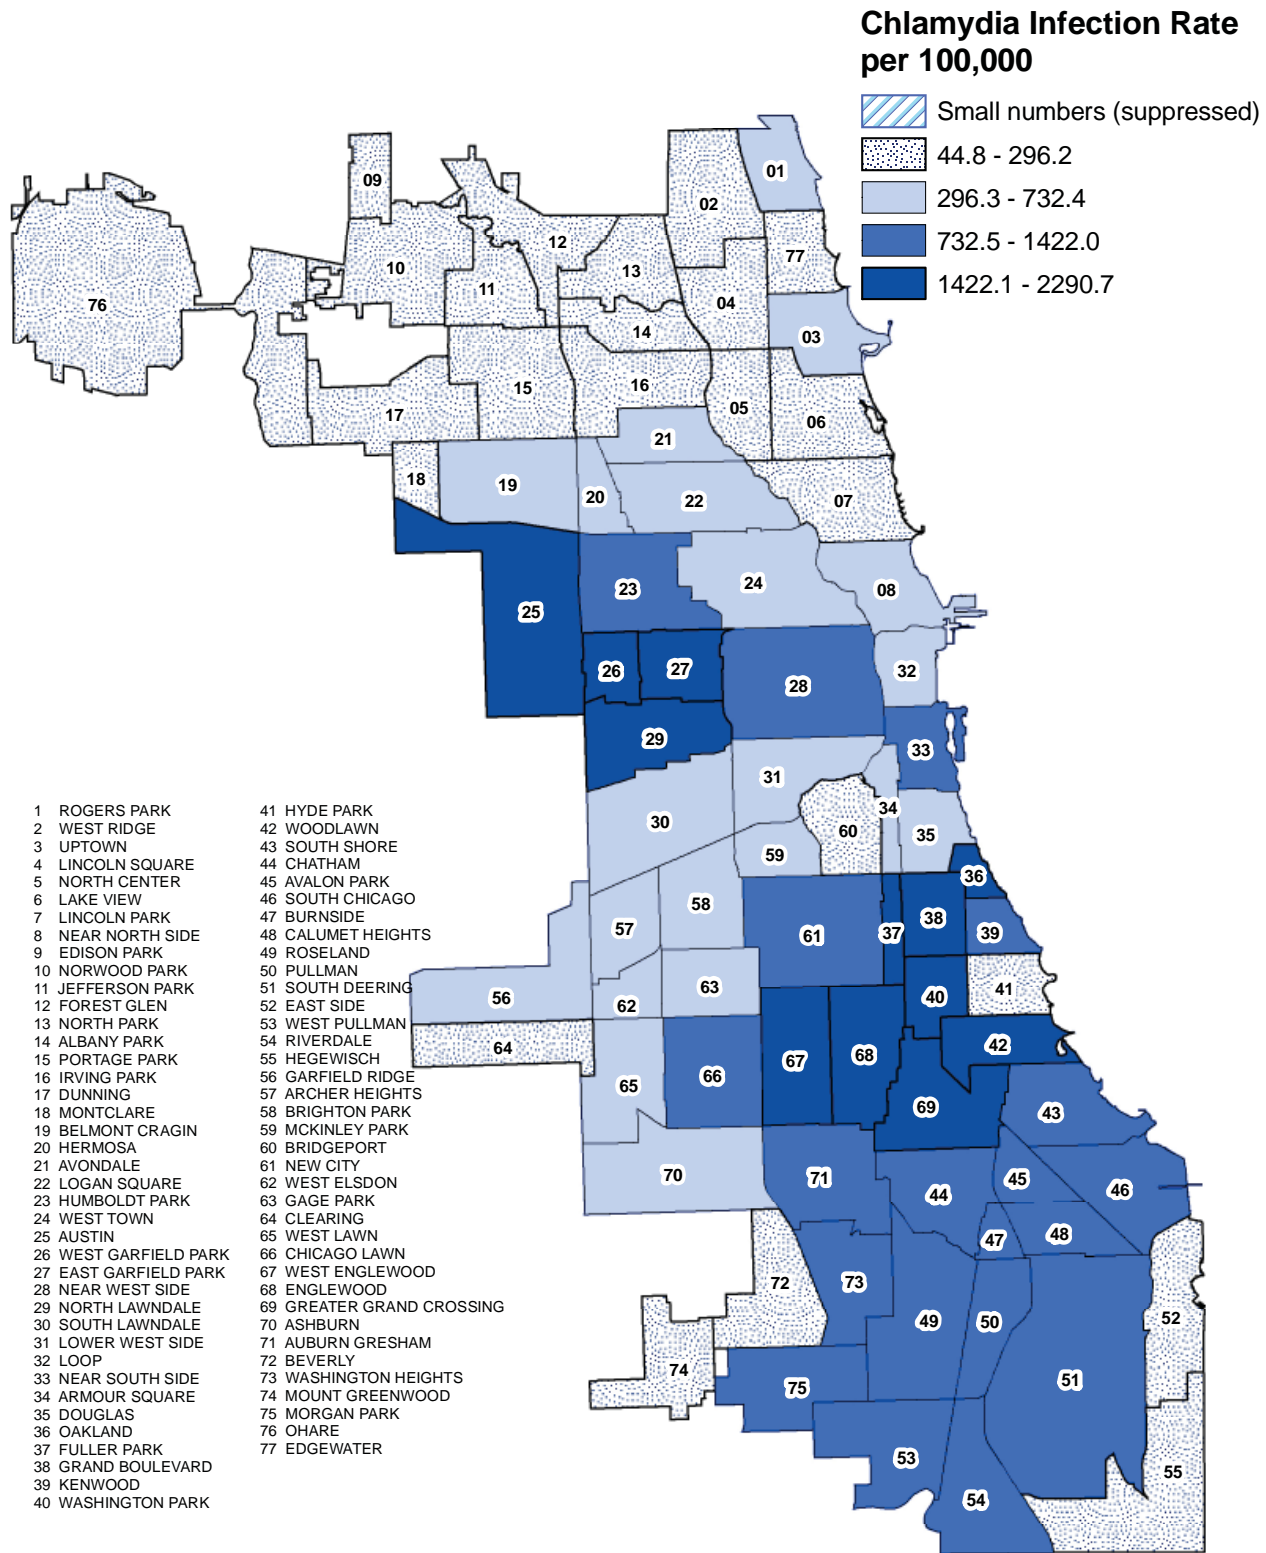 Chlamydia Infection Rate
per 100,000
Small numbers (suppressed)
44.8 - 296.2
296.3 - 732.4
732.5 - 1422.0
1422.1 - 2290.7
01
09
02
12
77
10
13
11
76
04
14
03
15
16
05
17
06
21
18
19
20
22
07
24
23
08
25
26
27
32
28
29
33
31
34
30
60
35
59
36
58
38
57
37
39
61
63
41
56
40
62
42
64
68
67
66
65
69
43
70
71
45
46
44
48
47
73
72
52
49
50
74
51
75
53
55
54
1 ROGERS PARK
2 WEST RIDGE
3 UPTOWN
4 LINCOLN SQUARE
5 NORTH CENTER
6 LAKE VIEW
7 LINCOLN PARK
8 NEAR NORTH SIDE
9 EDISON PARK
10 NORWOOD PARK
11 JEFFERSON PARK
12 FOREST GLEN
13 NORTH PARK
14 ALBANY PARK
15 PORTAGE PARK
16 IRVING PARK
17 DUNNING
18 MONTCLARE
19 BELMONT CRAGIN
20 HERMOSA
21 AVONDALE
22 LOGAN SQUARE
23 HUMBOLDT PARK
24 WEST TOWN
25 AUSTIN
26 WEST GARFIELD PARK
27 EAST GARFIELD PARK
28 NEAR WEST SIDE
29 NORTH LAWNDALE
30 SOUTH LAWNDALE
31 LOWER WEST SIDE
32 LOOP
33 NEAR SOUTH SIDE
34 ARMOUR SQUARE
35 DOUGLAS
36 OAKLAND
37 FULLER PARK
38 GRAND BOULEVARD
39 KENWOOD
40 WASHINGTON PARK
41 HYDE PARK
42 WOODLAWN
43 SOUTH SHORE
44 CHATHAM
45 AVALON PARK
46 SOUTH CHICAGO
47 BURNSIDE
48 CALUMET HEIGHTS
49 ROSELAND
50 PULLMAN
51 SOUTH DEERING
52 EAST SIDE
53 WEST PULLMAN
54 RIVERDALE
55 HEGEWISCH
56 GARFIELD RIDGE
57 ARCHER HEIGHTS
58 BRIGHTON PARK
59 MCKINLEY PARK
60 BRIDGEPORT
61 NEW CITY
62 WEST ELSDON
63 GAGE PARK
64 CLEARING
65 WEST LAWN
66 CHICAGO LAWN
67 WEST ENGLEWOOD
68 ENGLEWOOD
69 GREATER GRAND CROSSING
70 ASHBURN
71 AUBURN GRESHAM
72 BEVERLY
73 WASHINGTON HEIGHTS
74 MOUNT GREENWOOD
75 MORGAN PARK
76 OHARE
77 EDGEWATER